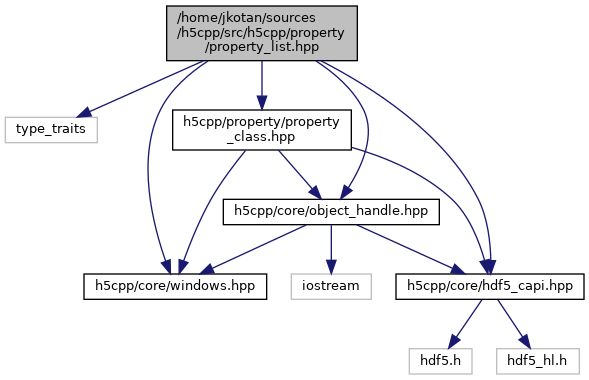 /home/jkotan/sources
/h5cpp/src/h5cpp/property
/property_list.hpp
type_traits
h5cpp/property/property
_class.hpp
h5cpp/core/object_handle.hpp
h5cpp/core/windows.hpp
iostream
h5cpp/core/hdf5_capi.hpp
hdf5.h
hdf5_hl.h